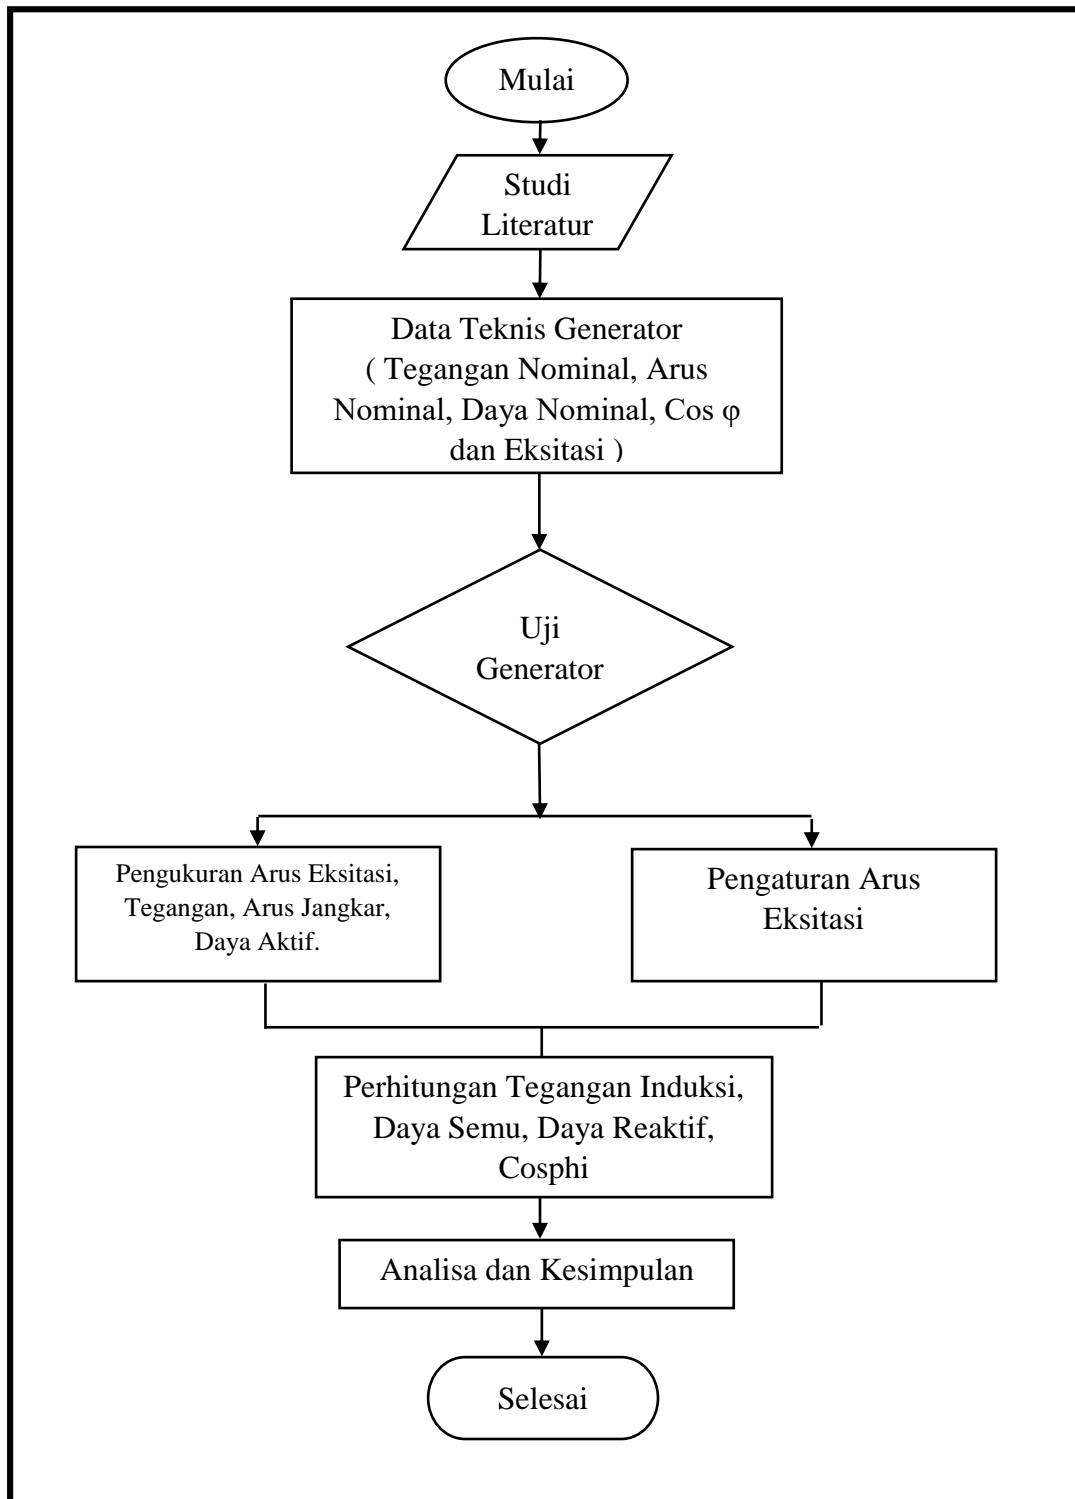 Mulai
Studi
Literatur
Data Teknis Generator
( Tegangan Nominal, Arus
Nominal, Daya Nominal, Cos φ
dan Eksitasi )
Uji
Generator
Pengukuran Arus Eksitasi,
Tegangan, Arus Jangkar,
Daya Aktif.
Pengaturan Arus
Eksitasi
Perhitungan Tegangan Induksi,
Daya Semu, Daya Reaktif,
Cosphi
Analisa dan Kesimpulan
Selesai